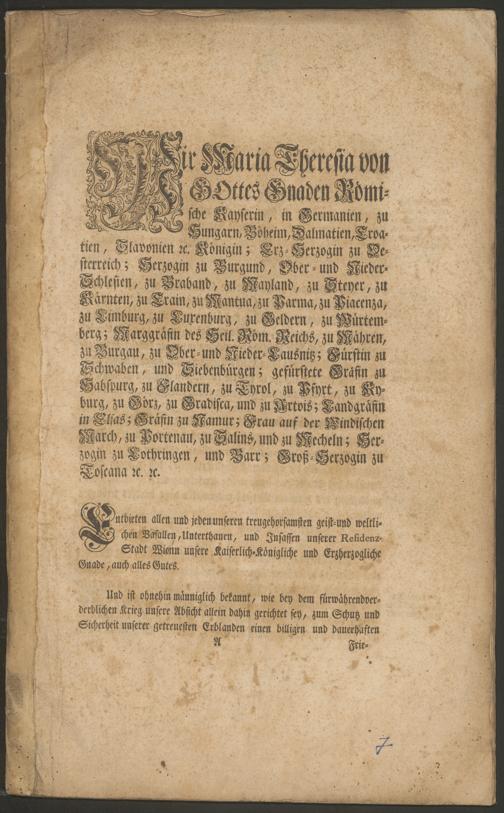 Wir Maria Theresia von
GOttes Gnaden Römi-
sche Kayserin, in Germanien, zu
Hungarn, Böheim, Dalmatien, Croa-
tien, Slavonien ꝛc. Königin; Erz-Herzogin zu Oe-
sterreich; Herzogin zu Burgund, Ober- und Nieder-
Schlesien, zu Braband, zu Mayland, zu Steyer, zu
Kärnten, zu Crain, zu Mantua, zu Parma, zu Piacenza,
zu Limburg, zu Luxenburg, zu Geldern, zu Würtem-
berg; Marggräfin des Heil. Röm. Reichs, zu Mähren,
zu Burgau, zu Ober- und Nieder-Lausnitz; Fürstin zu
Schwaben, und Siebenbürgen; gefürstete Gräfin zu
Habspurg, zu Flandern, zu Tyrol, zu Pfyrt, zu Ky-
burg, zu Görz, zu Gradisca, und zu Artois; Landgräfin
in Elsas; Gräfin zu Namur; Frau auf der Windischen
March, zu Portenau, zu Salins, und zu Mecheln; Her-
zogin zu Lothringen, und Barr; Groß-Herzogin zu
Toscana ꝛc. ꝛc.
Entbieten allen und jeden unseren treugehorsamsten geist- und weltli-
chen Vasallen, Unterthanen, und Insassen unserer Residenz-
Stadt Wienn unsere Kaiserlich-Königliche und Erzherzogliche
Gnade, auch alles Gutes.
Und ist ohnehin männiglich bekannt, wie bey dem fürwährendver-
derblichen Krieg unsere Absicht allein dahin gerichtet sey, zum Schutz und
Sicherheit unserer getreuesten Erblanden einen billigen und dauerhaften
A Frie-
7